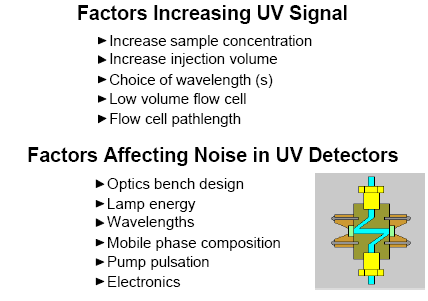 Factors Increasing UV Signal
► Increase sample concentration
► Increase injection volume
► Choice of wavelength (s)
► Low volume flow cell
► Flow cell pathlength
Factors Affecting Noise in UV Detectors
► Optics bench design
► Lamp energy
► Wavelengths
► Mobile phase composition
► Pump pulsation
► Electronics